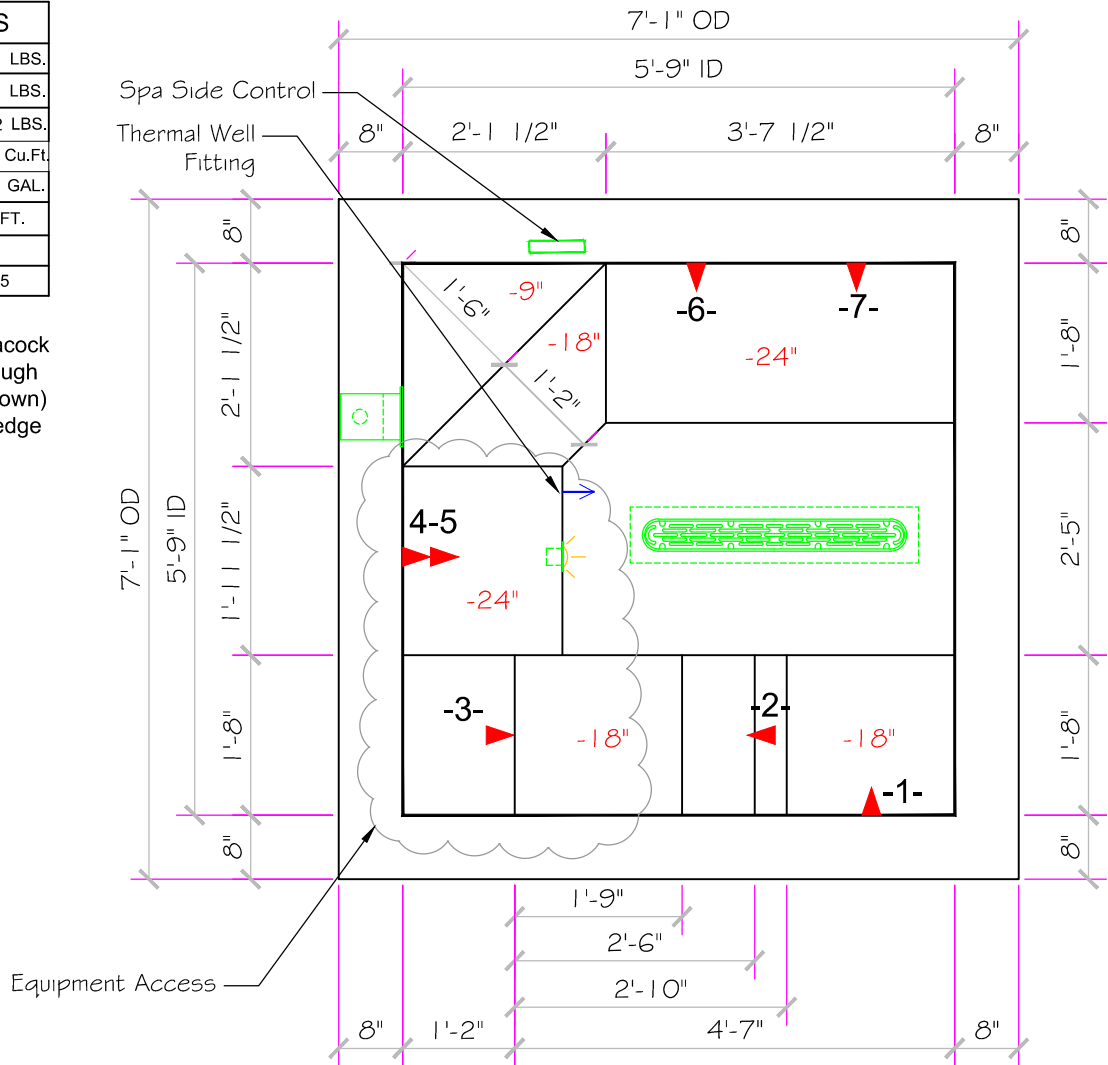 S
LBS.
LBS.
2 LBS.
Cu.Ft.
GAL.
FT.
5
acock
ugh
own)
edge
7'-1" OD
5'-9" ID
Spa Side Control
Thermal Well
Fitting
8"
2'-1 1/2"
3'-7 1/2"
8"
8"
8"
1'-6"
-9"
-6-
-7-
2'-1 1/2"
-18"
-24"
1'-8"
1'-2"
7'-1" OD
5'-9" ID
1'-11 1/2"
4-5
2'-5"
-24"
-3-
-2-
1'-8"
-18"
-18"
1'-8"
-1-
8"
8"
1'-9"
2'-6"
Equipment Access
2'-10"
8"
1'-2"
4'-7"
8"